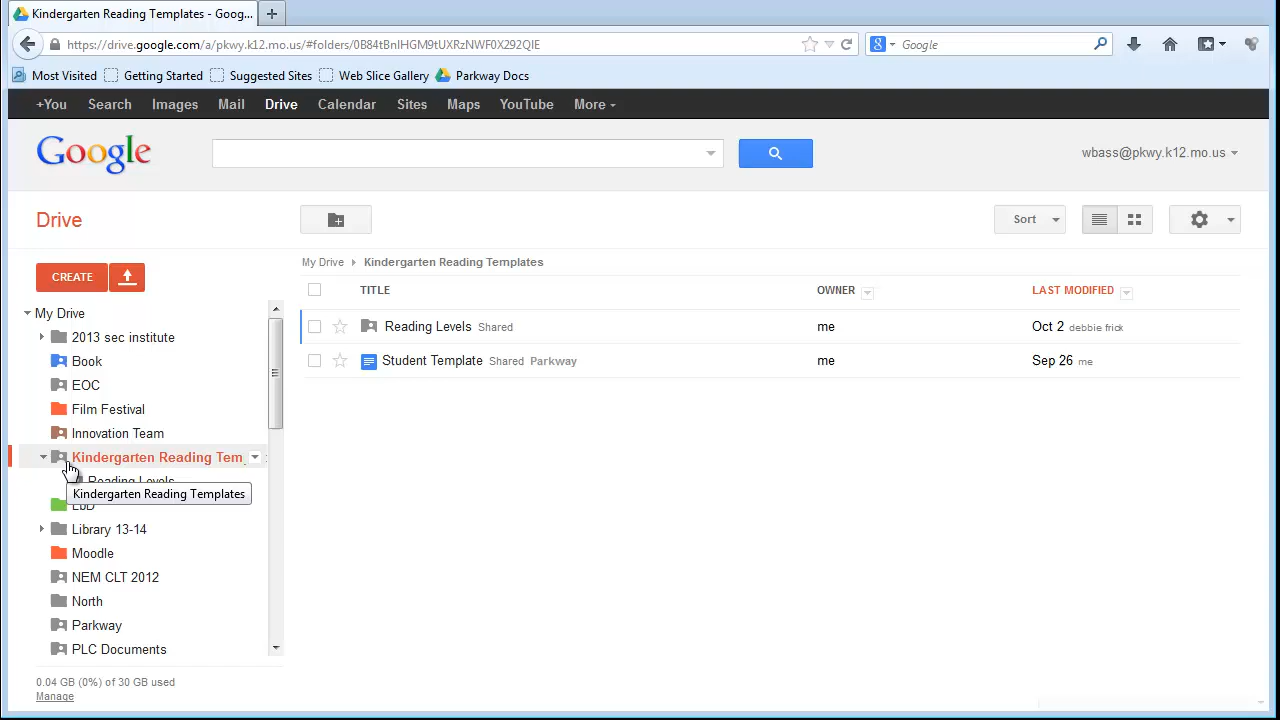 Kindergarten Reading Templates - Goog...
https://drive.google.com/a/pkwy.k12.mo.us/#folders/0B84tBnIHGM9tUXRzNWF0X292QlE
Google
Most Visited Getting Started Suggested Sites Web Slice Gallery Parkway Docs
+You Search Images Mail Drive Calendar Sites Maps YouTube More
Google
wbass@pkwy.k12.mo.us
Drive
Sort
My Drive Kindergarten Reading Templates
CREATE
TITLE OWNER LAST MODIFIED
My Drive
Reading Levels Shared me Oct 2 debbie frick
2013 sec institute
Book
Student Template Shared Parkway me Sep 26 me
EOC
Film Festival
Innovation Team
Kindergarten Reading Tem
Reading Levels
Kindergarten Reading Templates
LbD
Library 13-14
Moodle
NEM CLT 2012
North
Parkway
PLC Documents
0.04 GB (0%) of 30 GB used
Manage